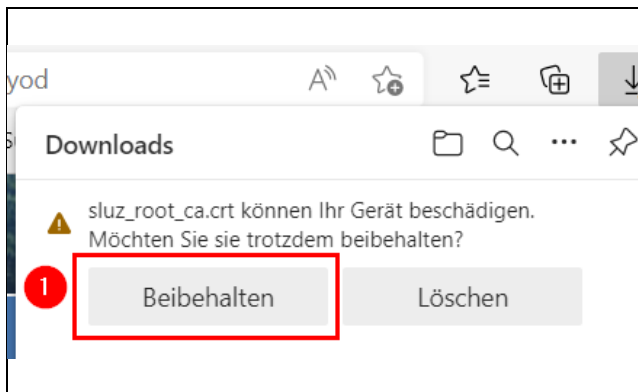 yod
A
Downloads
sluz_root_ca.crt können Ihr Gerät beschädigen.
Möchten Sie sie trotzdem beibehalten?
1
Beibehalten
Löschen